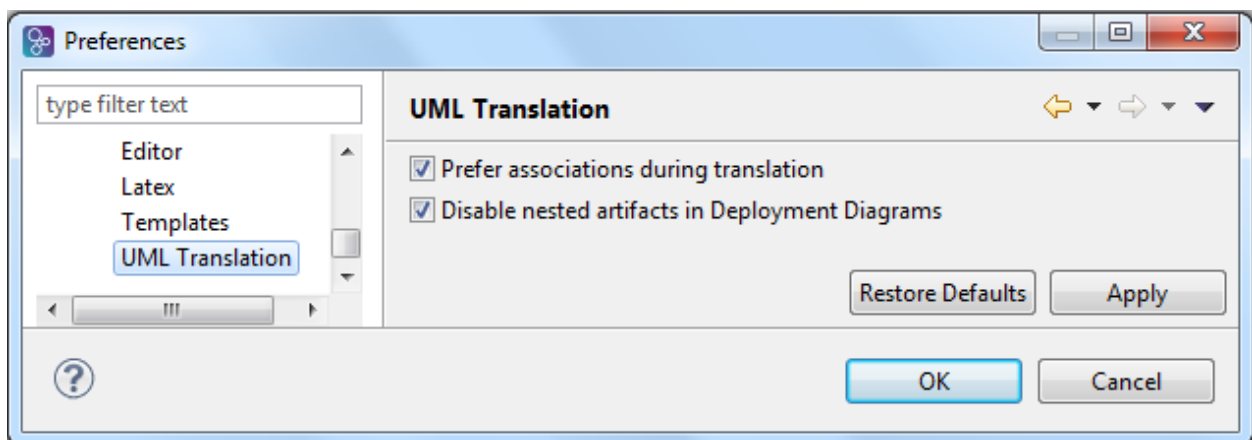 Preferences
type filter text
Editor
Latex
Templates
UML Translation
UML Translation
Prefer associations during translation
Disable nested artifacts in Deployment Diagrams
Restore Defaults
Apply
OK
Cancel